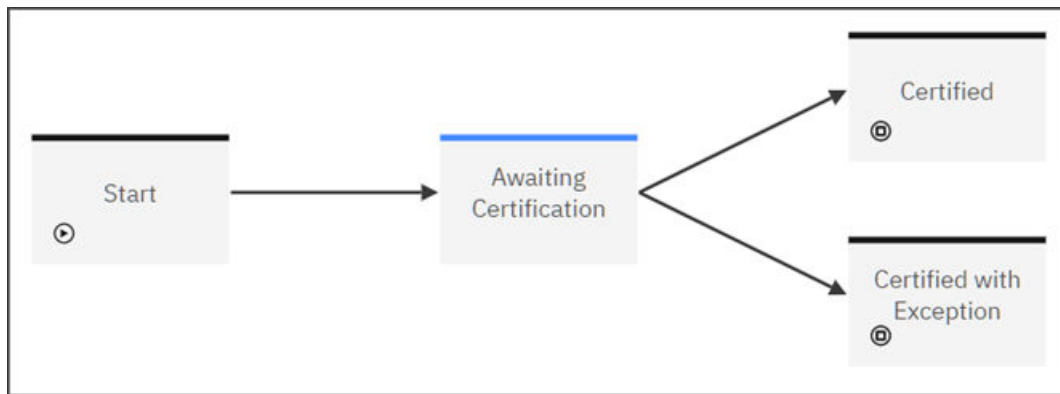 Start
Awaiting
Certification
Certified
Certified with
Exception